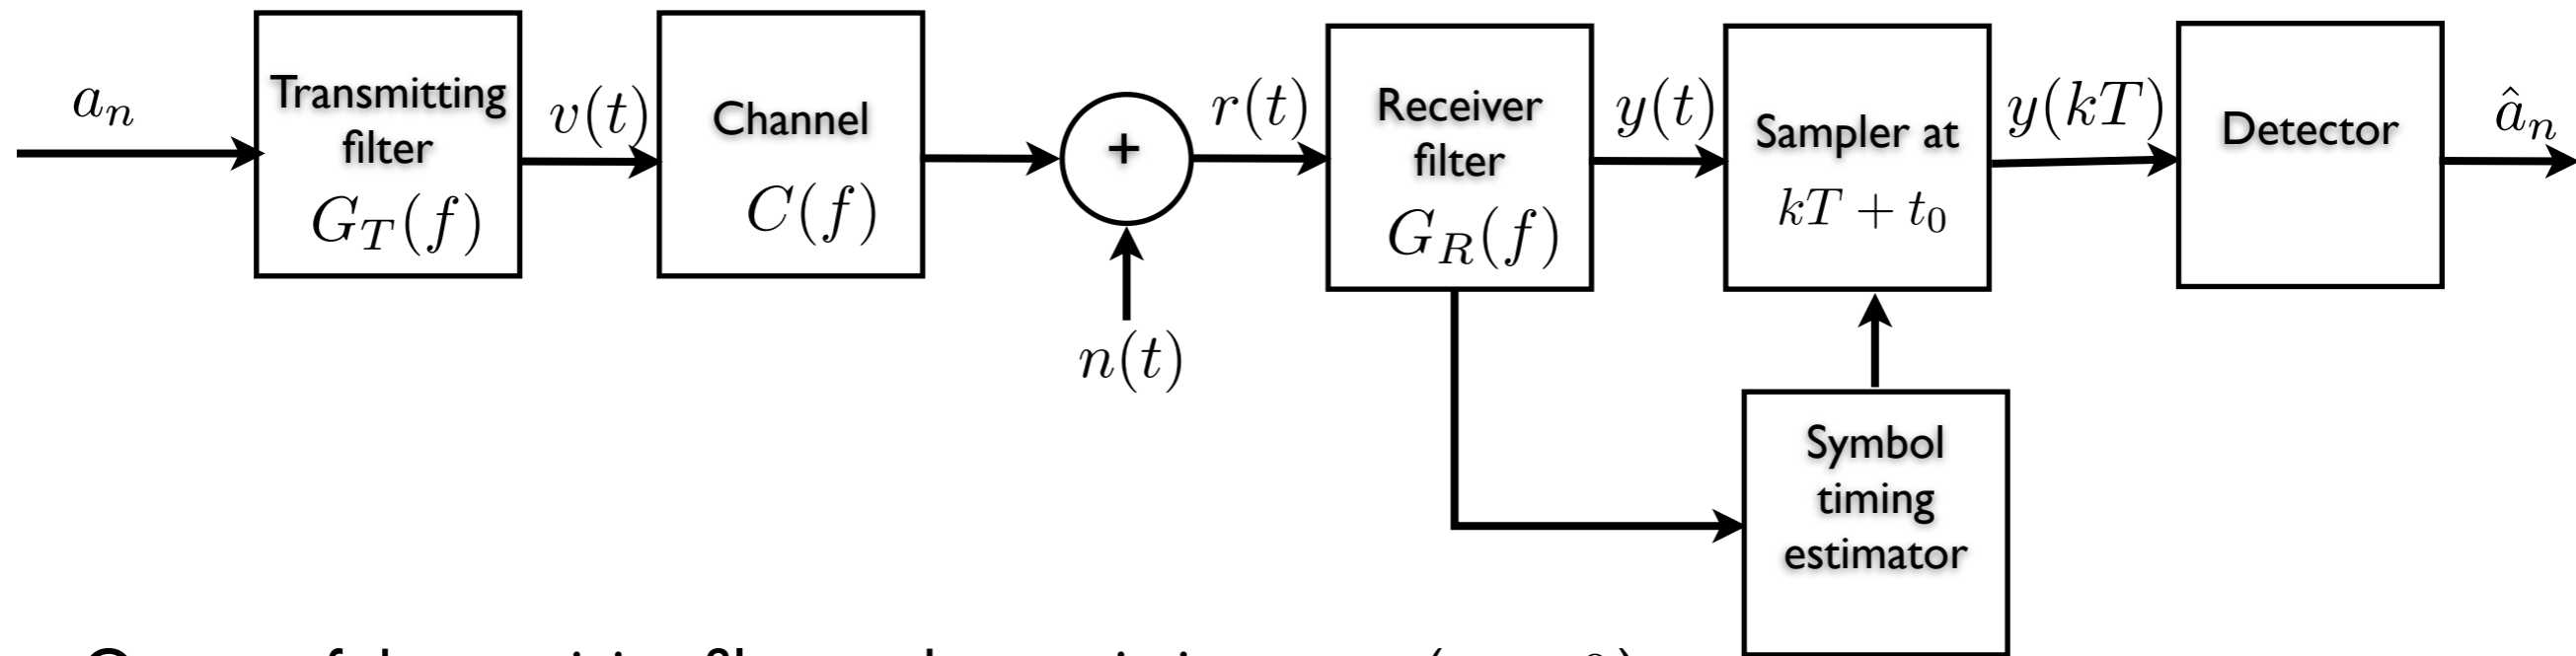 a_n
Transmitting
filter
G_T(f)
v(t)
Channel
C(f)
+
n(t)
r(t)
Receiver
filter
G_R(f)
y(t)
Sampler at
kT + t_0
y(kT)
Detector
â_n
Symbol
timing
estimator